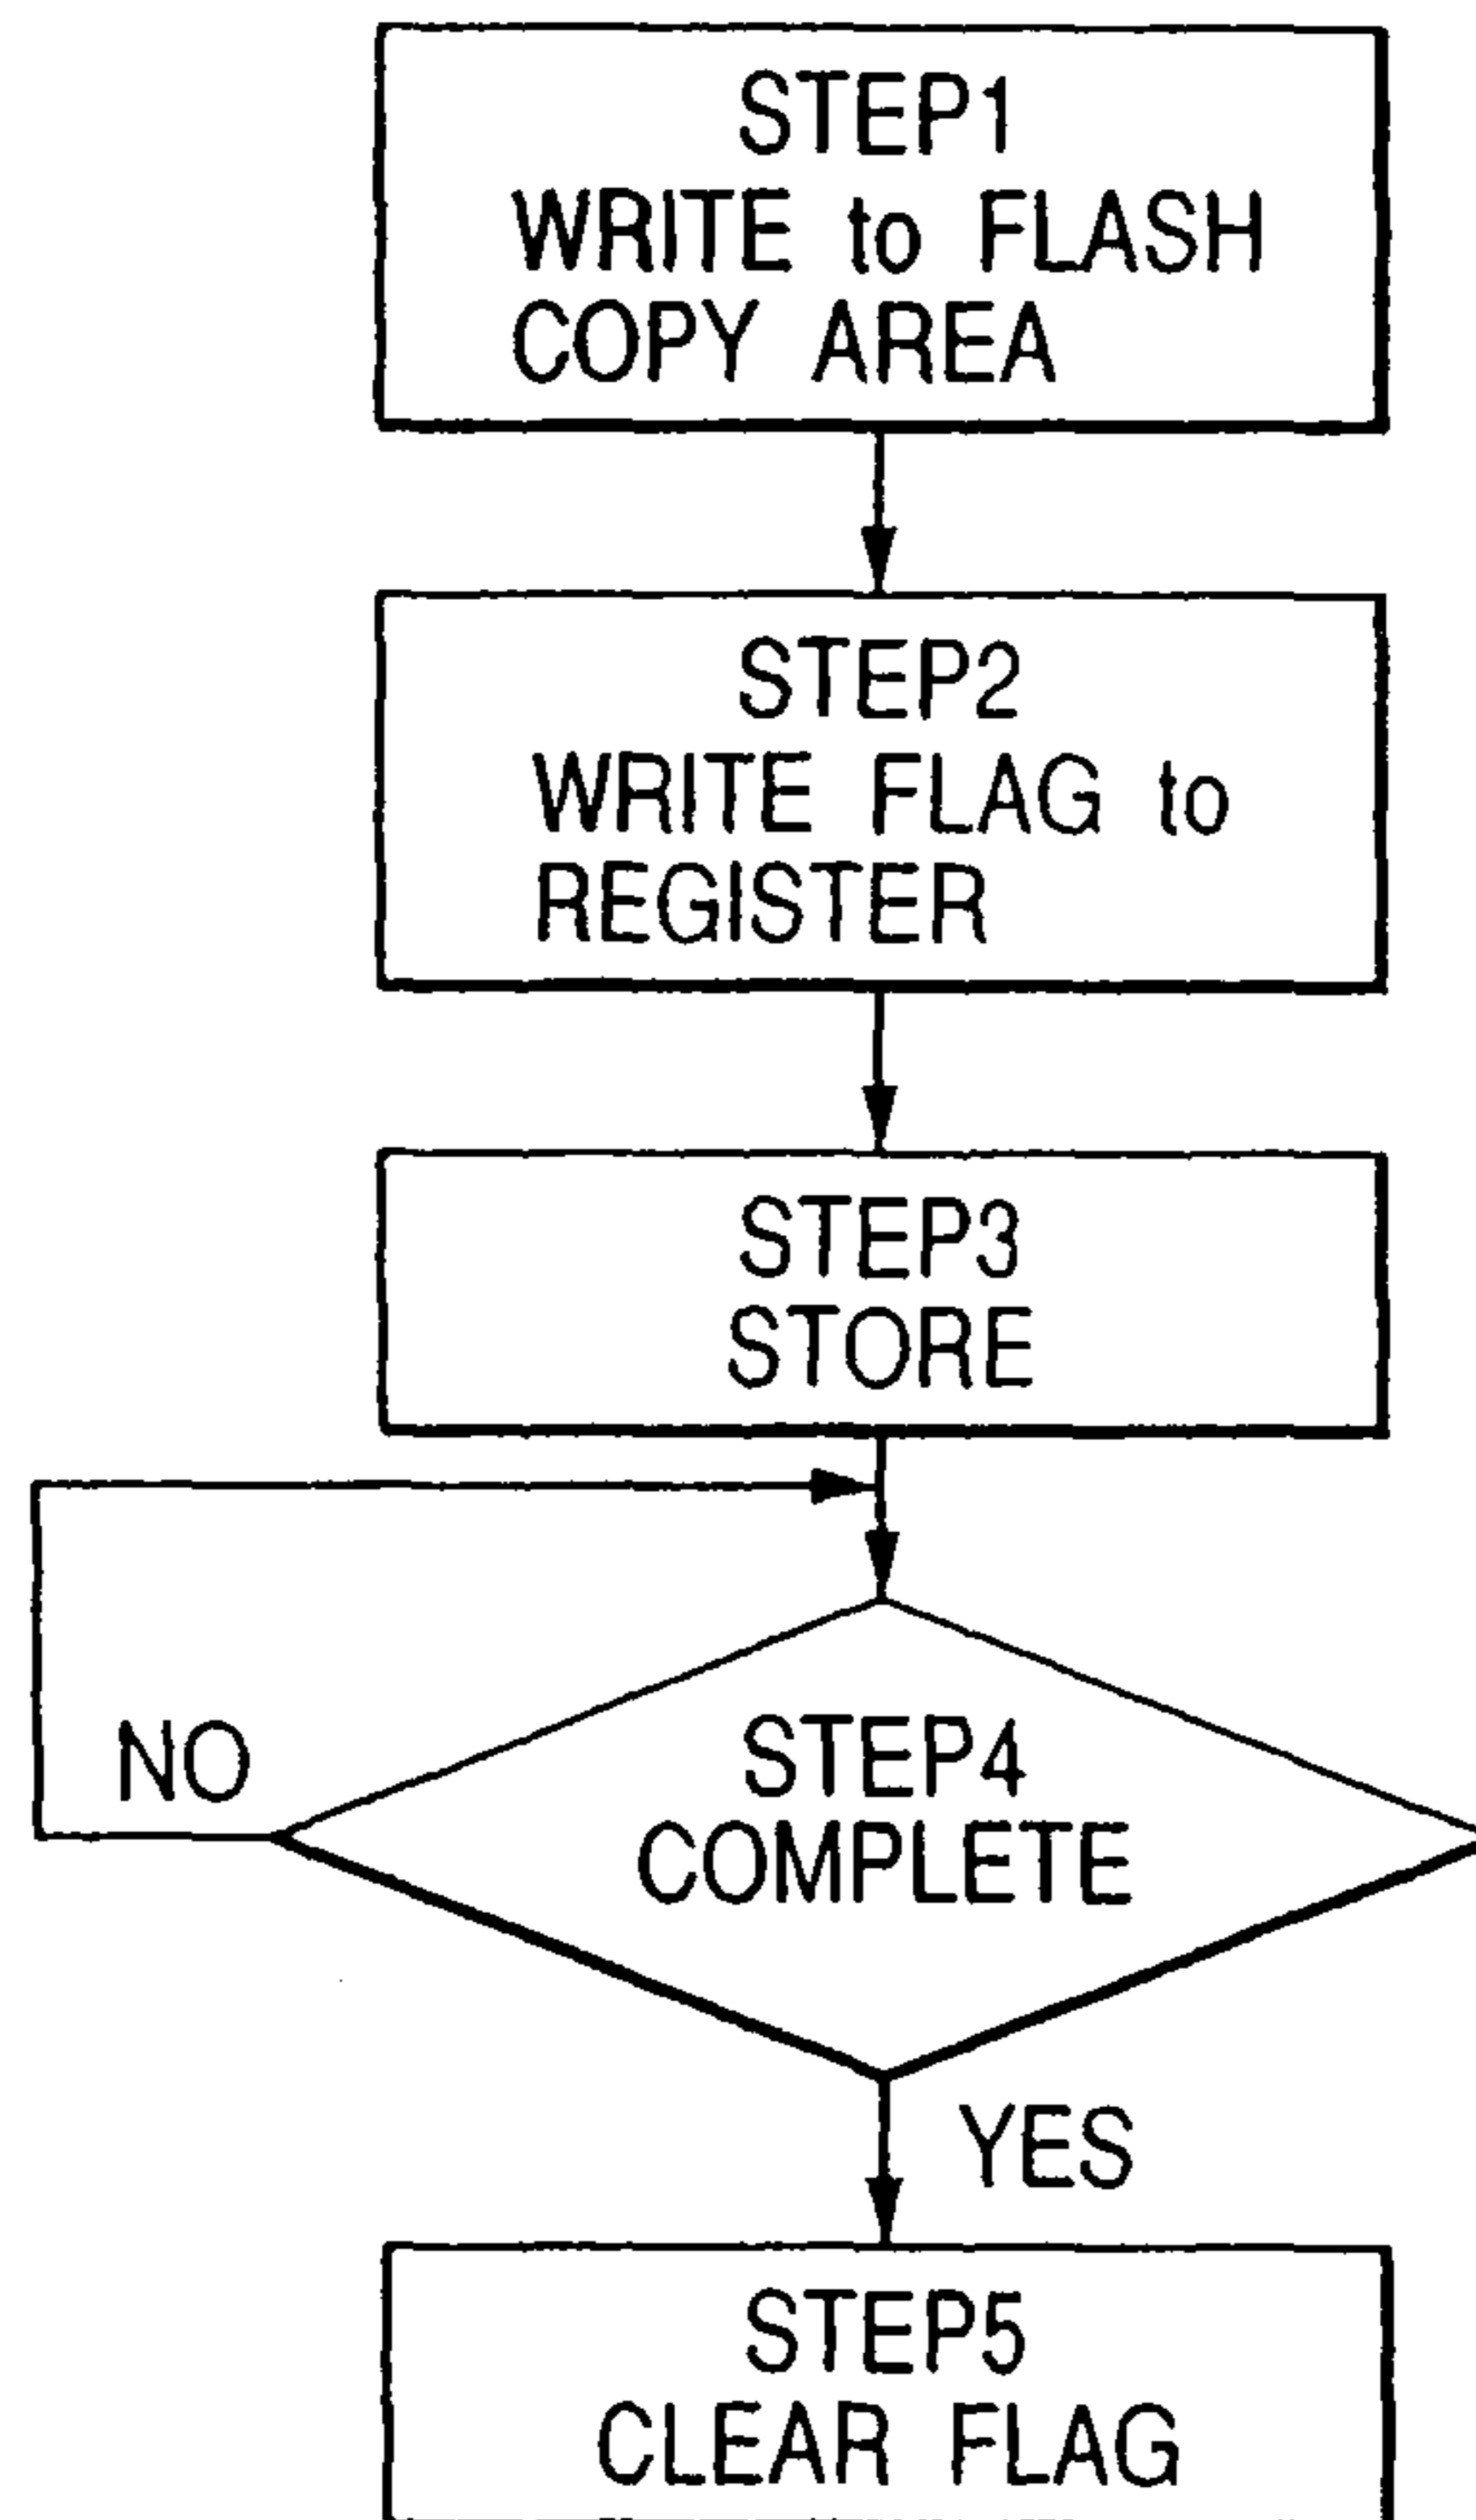 STEP1
WRITE to FLASH
COPY AREA
STEP2
WRITE FLAG to
REGISTER
STEP3
STORE
NO
STEP4
COMPLETE
YES
STEP5
CLEAR FLAG